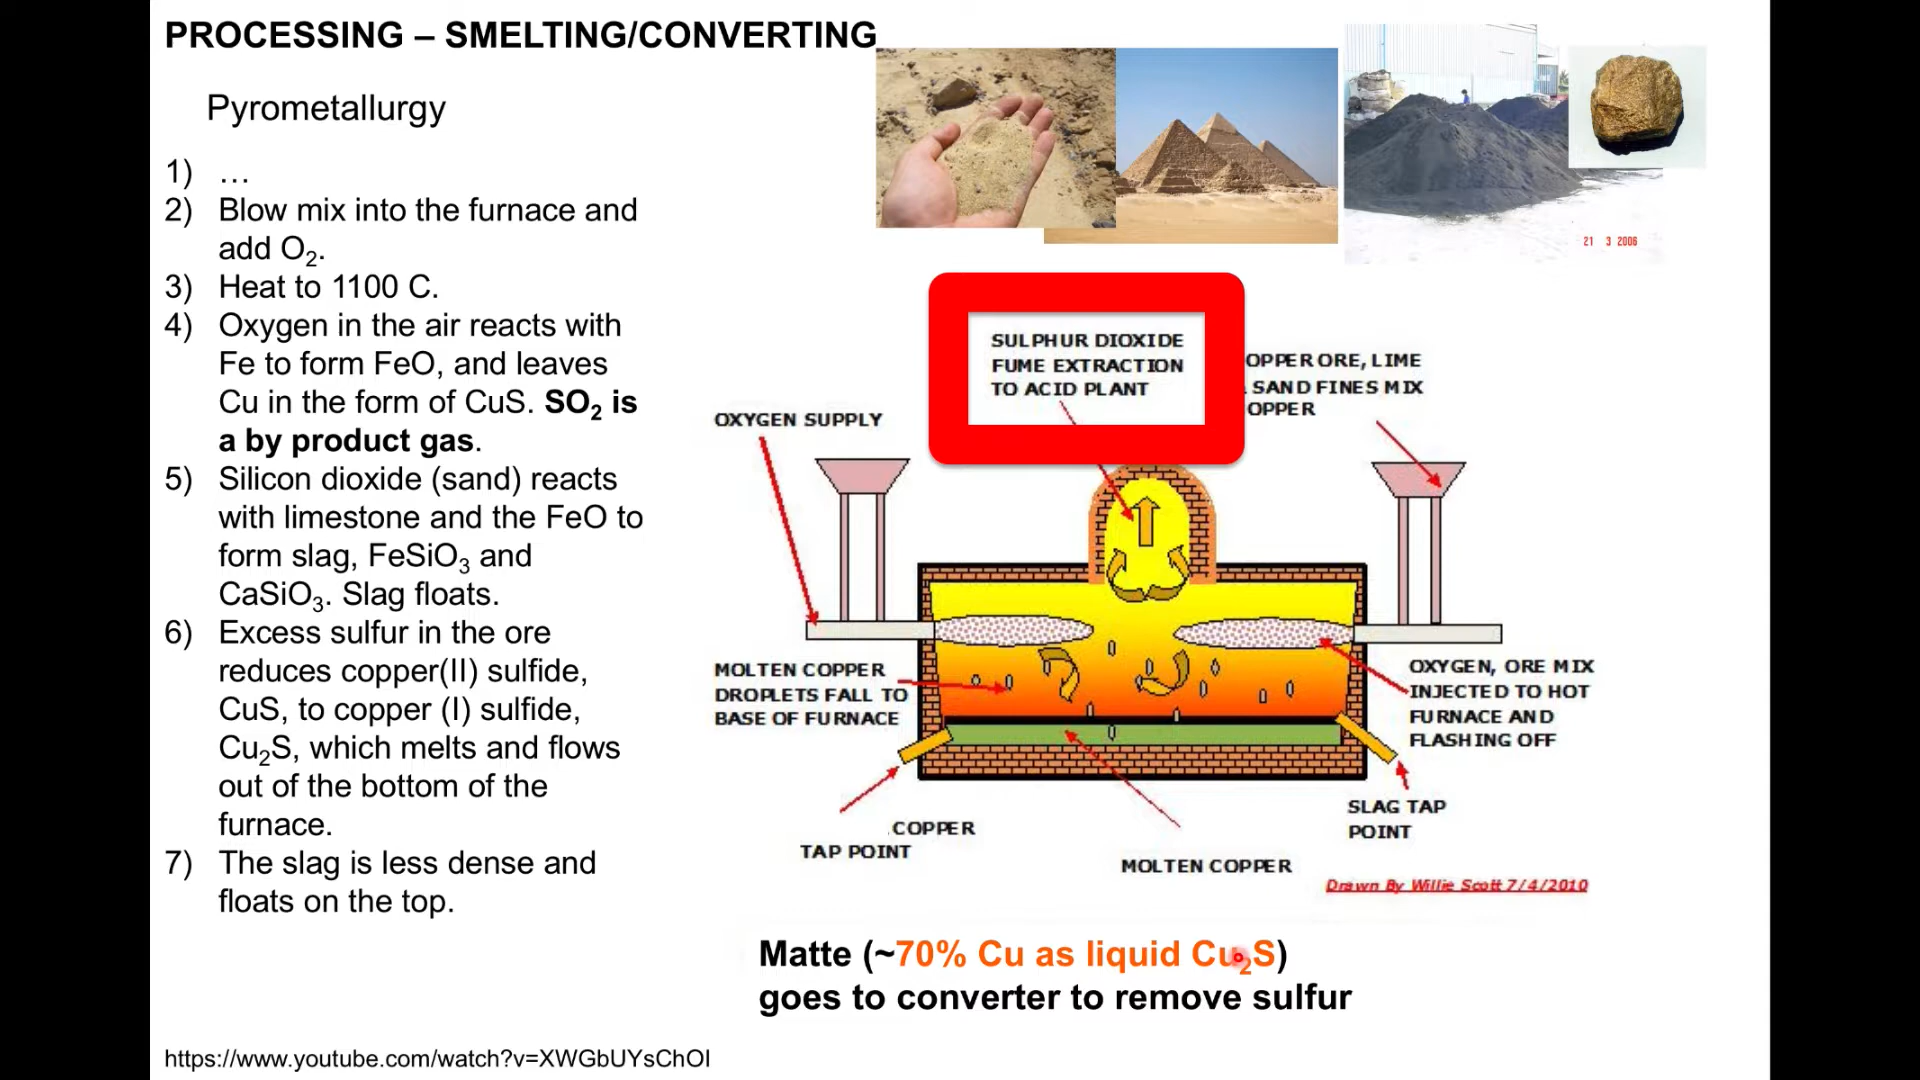 PROCESSING – SMELTING/CONVERTING
Pyrometallurgy
1) …
2) Blow mix into the furnace and
add O₂.
3) Heat to 1100 C.
4) Oxygen in the air reacts with
Fe to form FeO, and leaves
Cu in the form of CuS. SO₂ is
a by product gas.
5) Silicon dioxide (sand) reacts
with limestone and the FeO to
form slag, FeSiO₃ and
CaSiO₃. Slag floats.
6) Excess sulfur in the ore
reduces copper(II) sulfide,
CuS, to copper (I) sulfide,
Cu₂S, which melts and flows
out of the bottom of the
furnace.
7) The slag is less dense and
floats on the top.
https://www.youtube.com/watch?v=XWGbUYsChOI
21 3 2006
SULPHUR DIOXIDE
FUME EXTRACTION
TO ACID PLANT
OPPER ORE, LIME
SAND FINES MIX
OPPER
OXYGEN SUPPLY
MOLTEN COPPER
DROPLETS FALL TO
BASE OF FURNACE
OXYGEN, ORE MIX
INJECTED TO HOT
FURNACE AND
FLASHING OFF
COPPER
TAP POINT
SLAG TAP
POINT
MOLTEN COPPER
Drawn By Willie Scott 7/4/2010
Matte (~70% Cu as liquid Cu₂S)
goes to converter to remove sulfur